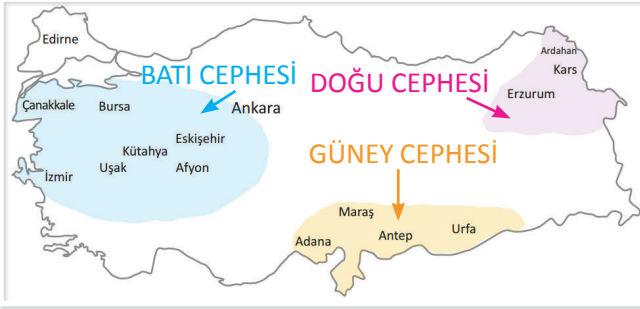 Edirne
Ardahan
BATI CEPHESİ
DOĞU CEPHESİ
Kars
Çanakkale
Bursa
Ankara
Erzurum
Eskişehir
Kütahya
GÜNEY CEPHESİ
İzmir
Uşak
Afyon
Maraş
Adana
Antep
Urfa